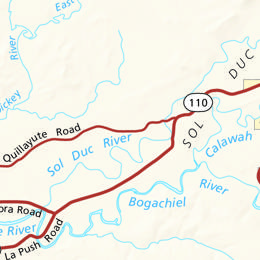 East
River
ickey
110
SOL DUC
Quillayute Road
Sol Duc River
Calawah River
Bogachiel
ora Road
e River
La Push Road